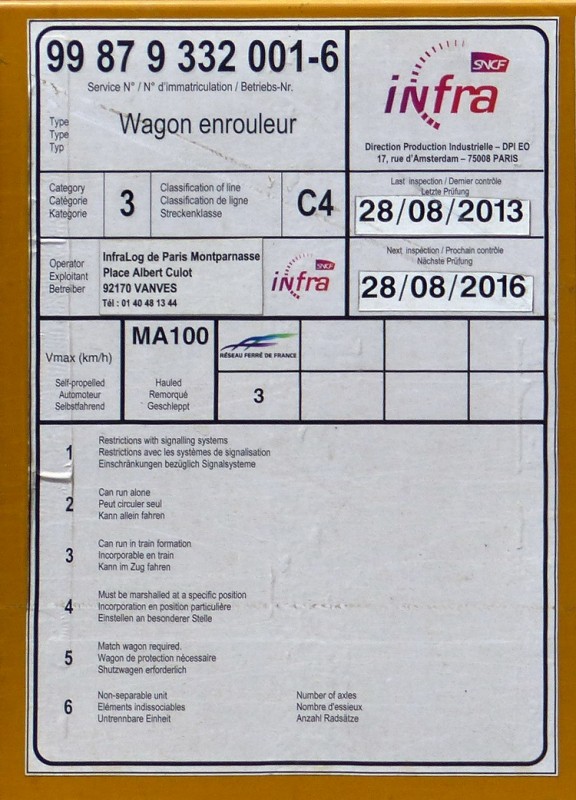 99 87 9 332 001-6
Service N° / N° d'immatriculation / Betriebs-Nr.
Type
Type
Typ
Wagon enrouleur
SNCF
infra
Direction Production Industrielle – DPI EO
17, rue d'Amsterdam – 75008 PARIS
Category
Catégorie
Kategorie
3
Classification of line
Classification de ligne
Streckenklasse
C4
Last inspection / Dernier contrôle
Letzte Prüfung
28/08/2013
Operator
Exploitant
Betreiber
InfraLog de Paris Montparnasse
Place Albert Culot
92170 VANVES
Tél : 01 40 48 13 44
SNCF
infra
Next inspection / Prochain contrôle
Nächste Prüfung
28/08/2016
Vmax (km/h)
MA100
RÉSEAU FERRÉ DE FRANCE
Self-propelled
Automoteur
Selbstfahrend
Hauled
Remorqué
Geschleppt
3
1
Restrictions with signalling systems
Restrictions avec les systèmes de signalisation
Einschränkungen bezüglich Signalsysteme
2
Can run alone
Peut circuler seul
Kann allein fahren
3
Can run in train formation
Incorporable en train
Kann im Zug fahren
4
Must be marshalled at a specific position
Incorporation en position particulière
Einstellen an besonderer Stelle
5
Match wagon required.
Wagon de protection nécessaire
Shutzwagen erforderlich
6
Non-separable unit
Eléments indissociables
Untrennbare Einheit
Number of axles
Nombre d'essieux
Anzahl Radsätze